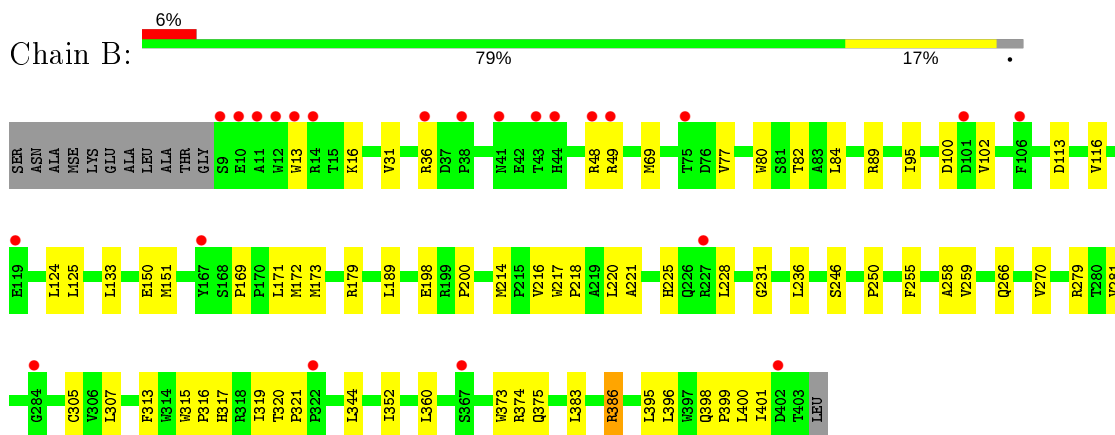 6%
Chain B:
79% 17% •
SER ASN ALA MSE LYS GLU ALA LEU ALA THR GLY S9 E10 A11 W12 W13 R14 T15 K16 V31 R36 D37 P38 N41 E42 T43 H44 R48 R49 M69 T75 D76 V77 W80 S81 T82 A83 L84 R89 I95 D100 D101 V102 F106 D113 V116
E119 L124 L125 L133 E150 M151 Y167 S168 P169 P170 L171 M172 M173 R179 L189 E198 R199 P200 M214 P215 V216 W217 P218 A219 L220 A221 H225 Q226 R227 L228 G231 L236 S246 P250 F255 A258 V259 Q266 V270 R279 T280 V281
G284 C305 V306 L307 F313 W314 W315 P316 H317 R318 I319 T320 P321 P322 L344 I352 L360 S367 W373 R374 Q375 L383 R386 L395 L396 W397 Q398 P399 L400 I401 D402 T403 LEU